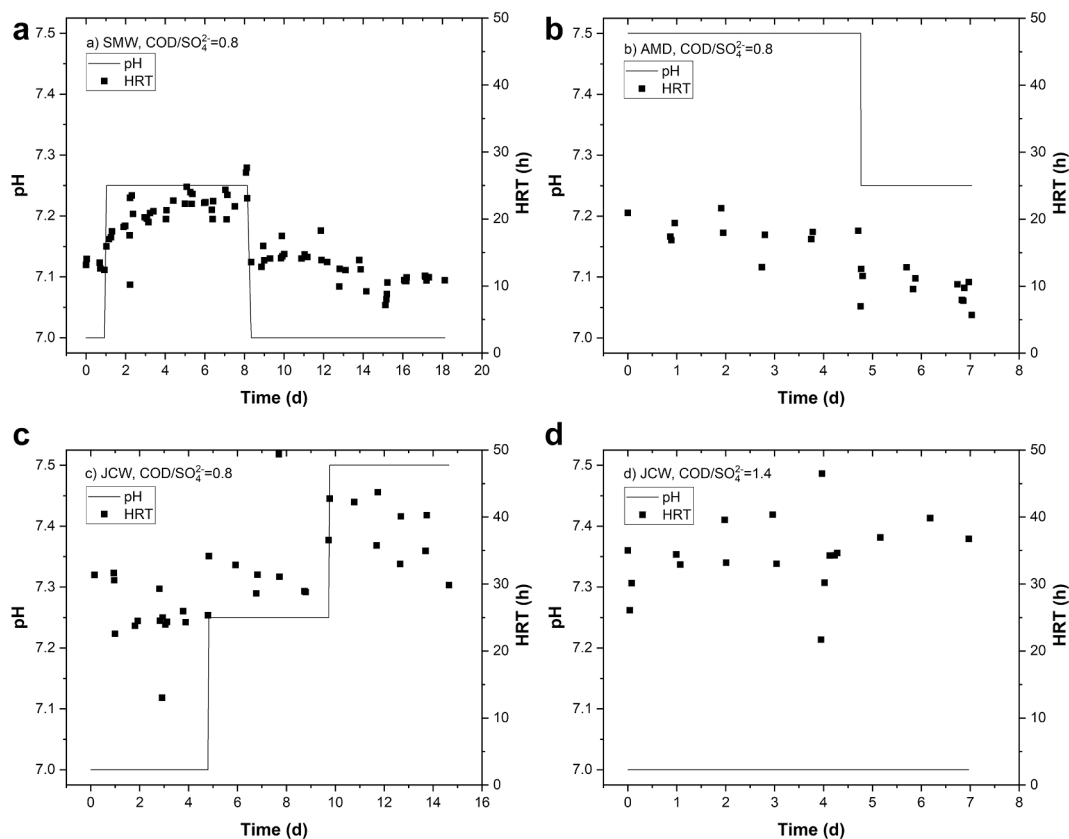 a
a) SMW, COD/SO₄²⁻=0.8
pH
HRT
7.5
7.4
7.3
7.2
7.1
7.0
pH
50
40
30
20
10
0
HRT (h)
0 2 4 6 8 10 12 14 16 18 20
Time (d)
b
b) AMD, COD/SO₄²⁻=0.8
pH
HRT
7.5
7.4
7.3
7.2
7.1
7.0
pH
50
40
30
20
10
0
HRT (h)
0 1 2 3 4 5 6 7 8
Time (d)
c
c) JCW, COD/SO₄²⁻=0.8
pH
HRT
7.5
7.4
7.3
7.2
7.1
7.0
pH
50
40
30
20
10
0
HRT (h)
0 2 4 6 8 10 12 14 16
Time (d)
d
d) JCW, COD/SO₄²⁻=1.4
pH
HRT
7.5
7.4
7.3
7.2
7.1
7.0
pH
50
40
30
20
10
0
HRT (h)
0 1 2 3 4 5 6 7 8
Time (d)